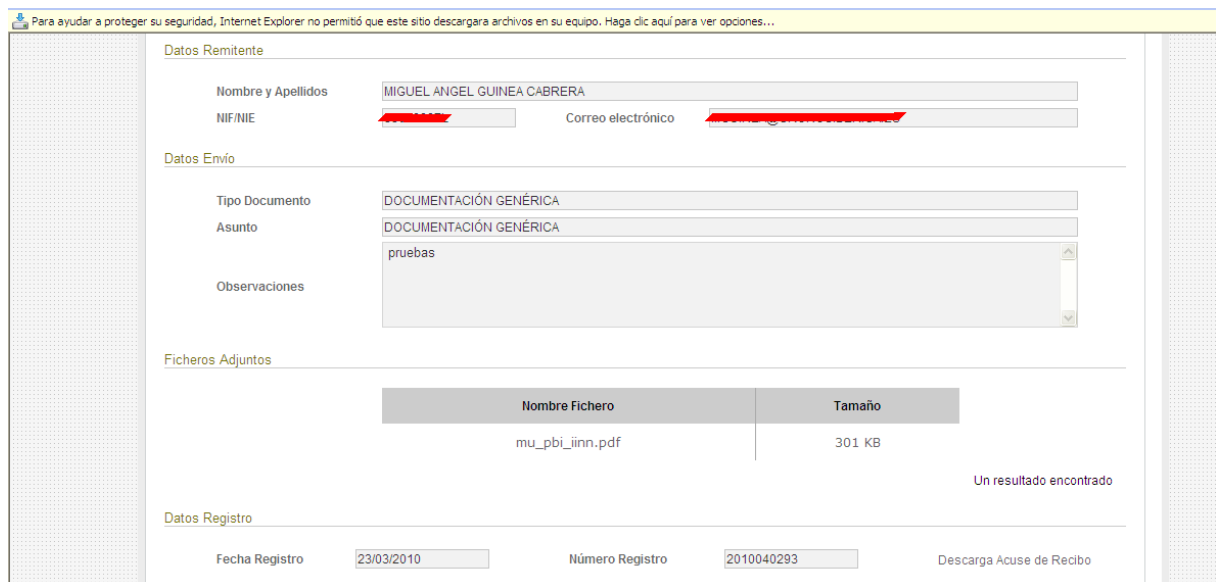 Para ayudar a proteger su seguridad, Internet Explorer no permitió que este sitio descargara archivos en su equipo. Haga clic aquí para ver opciones...
Datos Remitente
Nombre y Apellidos MIGUEL ANGEL GUINEA CABRERA
NIF/NIE Correo electrónico
Datos Envío
Tipo Documento DOCUMENTACIÓN GENÉRICA
Asunto DOCUMENTACIÓN GENÉRICA
pruebas
Observaciones
Ficheros Adjuntos
Nombre Fichero Tamaño
mu_pbi_iinn.pdf 301 KB
Un resultado encontrado
Datos Registro
Fecha Registro 23/03/2010 Número Registro 2010040293 Descarga Acuse de Recibo